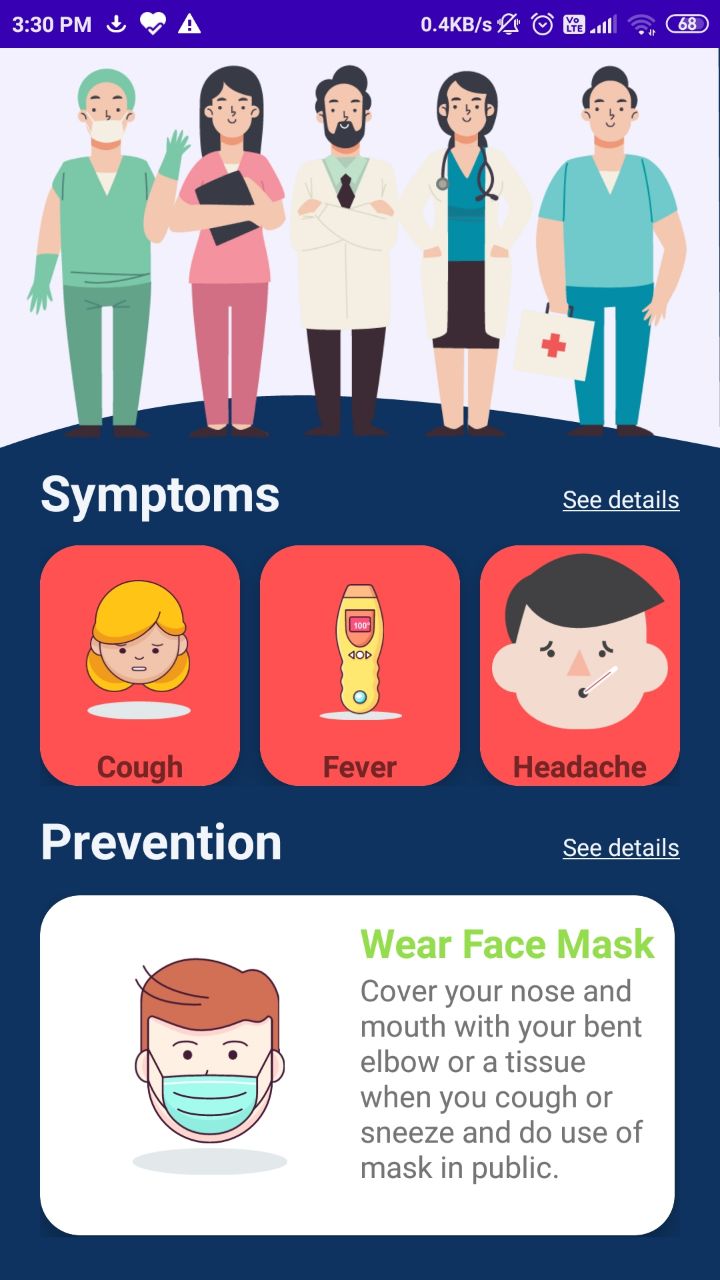 3:30 PM 0.4KB/s Vo LTE 68
Symptoms See details
100°
Cough Fever Headache
Prevention See details
Wear Face Mask
Cover your nose and
mouth with your bent
elbow or a tissue
when you cough or
sneeze and do use of
mask in public.